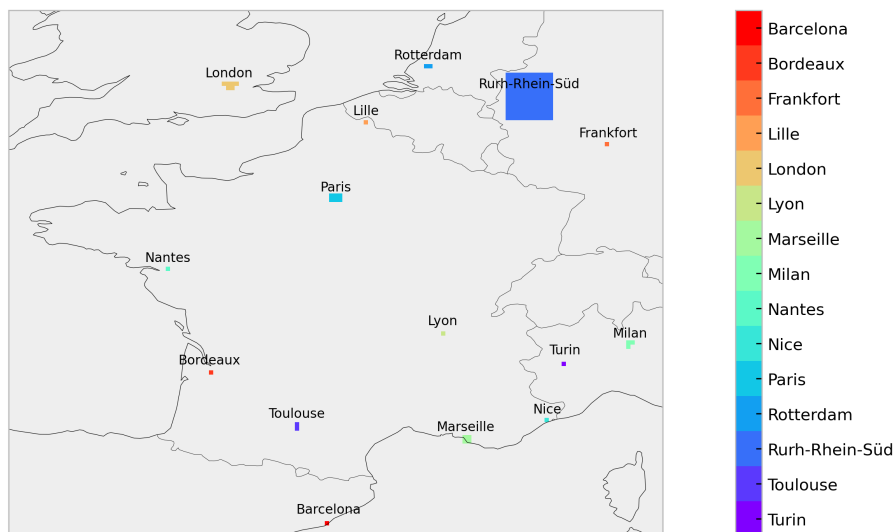 Rotterdam
London
Rurh-Rhein-Süd
Lille
Frankfort
Paris
Nantes
Lyon
Milan
Turin
Bordeaux
Nice
Toulouse
Marseille
Barcelona
Barcelona
Bordeaux
Frankfort
Lille
London
Lyon
Marseille
Milan
Nantes
Nice
Paris
Rotterdam
Rurh-Rhein-Süd
Toulouse
Turin